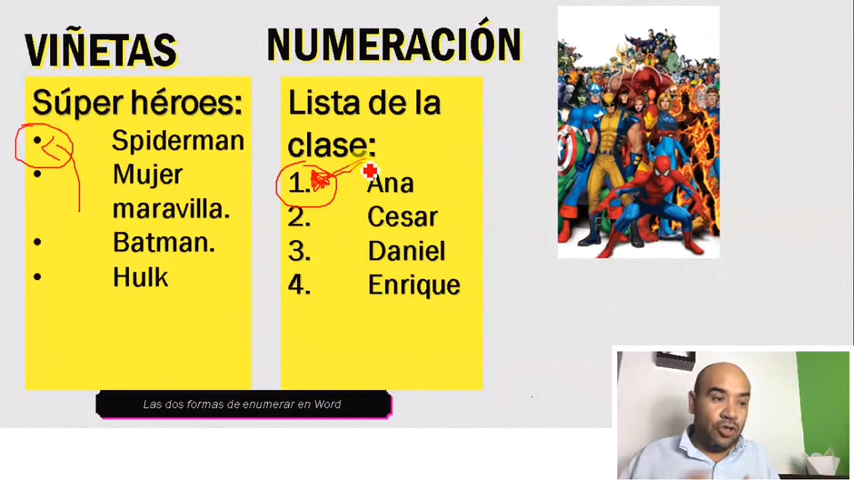 VIÑETAS
NUMERACIÓN
Súper héroes:
• Spiderman
• Mujer
maravilla.
• Batman.
• Hulk
Lista de la
clase:
1. Ana
2. Cesar
3. Daniel
4. Enrique
Las dos formas de enumerar en Word